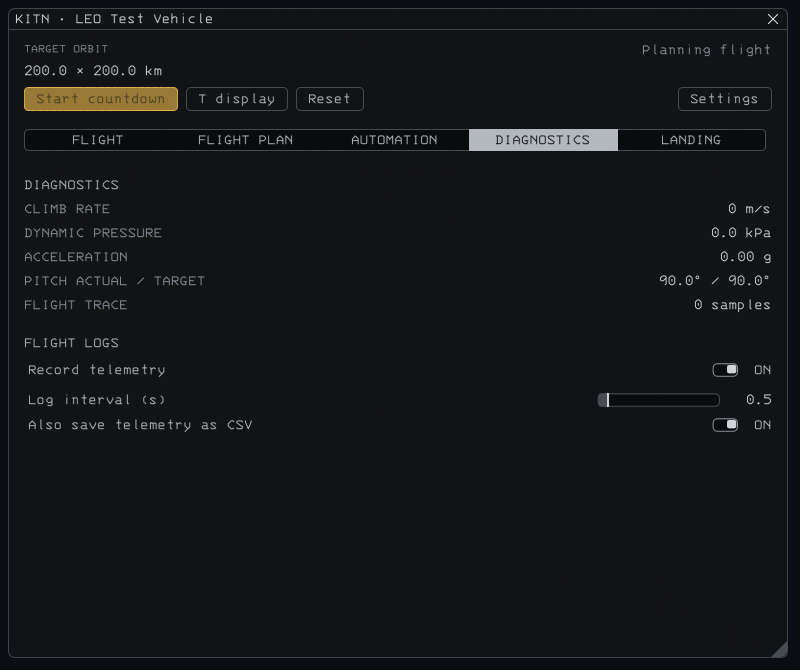 KITN · LEO Test Vehicle
TARGET ORBIT
Planning flight
200.0 × 200.0 km
Start countdown T display Reset Settings
FLIGHT FLIGHT PLAN AUTOMATION DIAGNOSTICS LANDING
DIAGNOSTICS
CLIMB RATE 0 m/s
DYNAMIC PRESSURE 0.0 kPa
ACCELERATION 0.00 g
PITCH ACTUAL / TARGET 90.0° / 90.0°
FLIGHT TRACE 0 samples
FLIGHT LOGS
Record telemetry ON
Log interval (s) 0.5
Also save telemetry as CSV ON